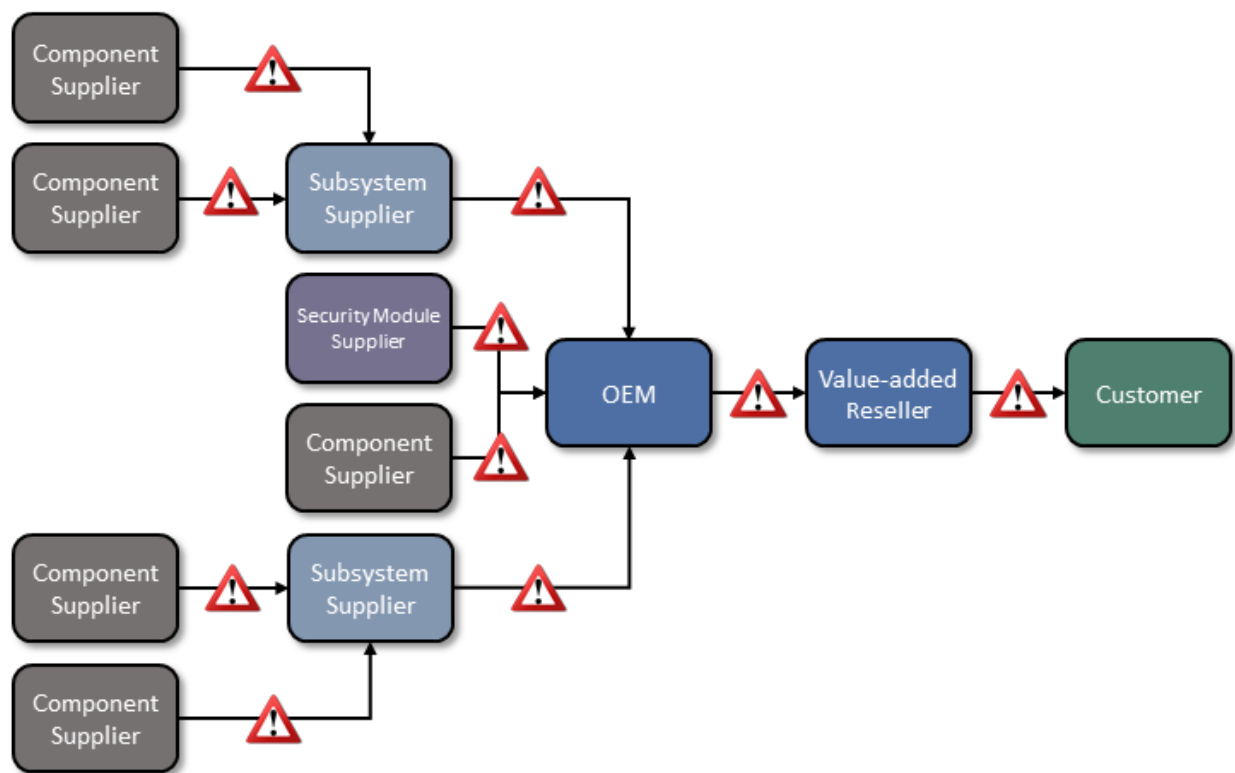 Component
Supplier
Component
Supplier
Subsystem
Supplier
Security Module
Supplier
OEM
Value-added
Reseller
Customer
Component
Supplier
Component
Supplier
Subsystem
Supplier
Component
Supplier